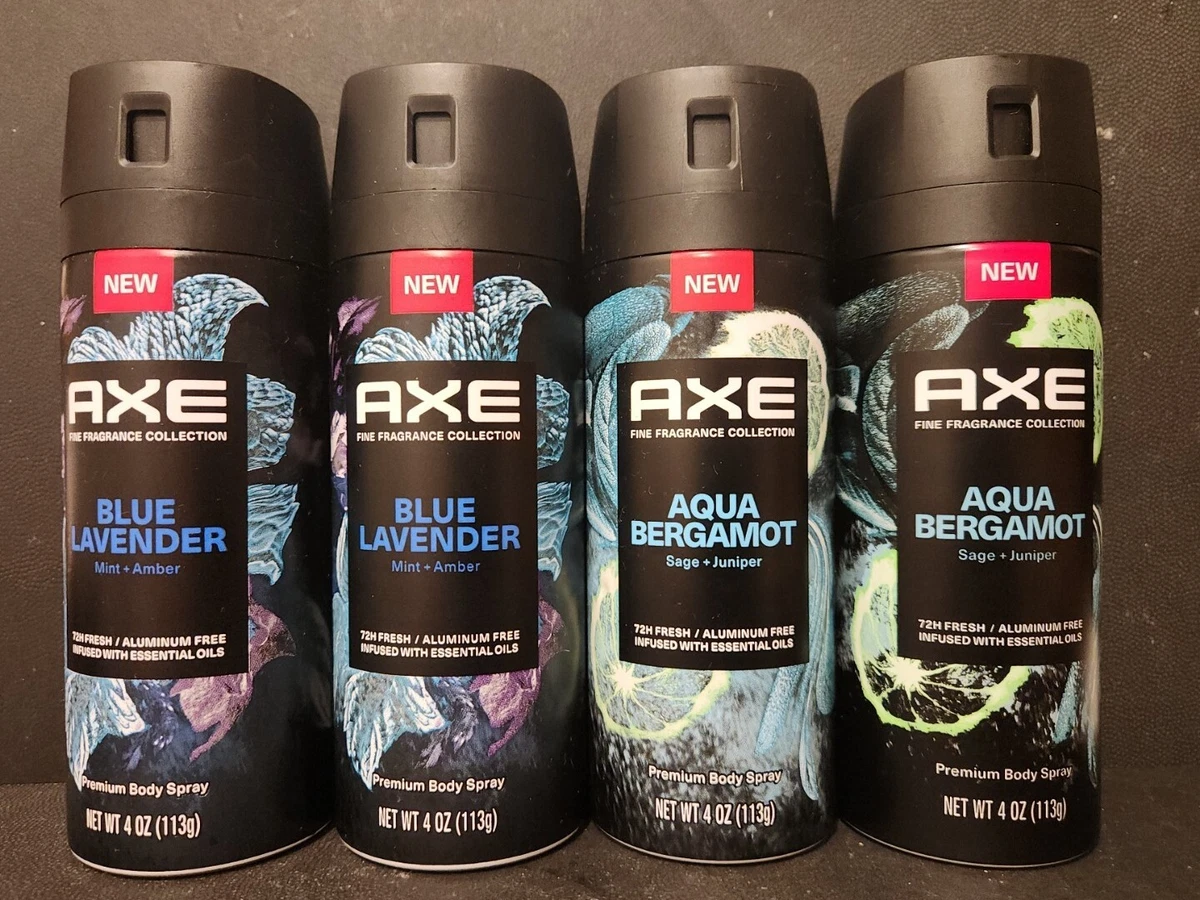 NEW
AXE
FINE FRAGRANCE COLLECTION
BLUE
LAVENDER
Mint + Amber
72H FRESH / ALUMINUM FREE
INFUSED WITH ESSENTIAL OILS
Premium Body Spray
NET WT 4 OZ (113g)
NEW
AXE
FINE FRAGRANCE COLLECTION
BLUE
LAVENDER
Mint + Amber
72H FRESH / ALUMINUM FREE
INFUSED WITH ESSENTIAL OILS
Premium Body Spray
NET WT 4 OZ (113g)
NEW
AXE
FINE FRAGRANCE COLLECTION
AQUA
BERGAMOT
Sage + Juniper
72H FRESH / ALUMINUM FREE
INFUSED WITH ESSENTIAL OILS
Premium Body Spray
NET WT 4 OZ (113g)
NEW
AXE
FINE FRAGRANCE COLLECTION
AQUA
BERGAMOT
Sage + Juniper
72H FRESH / ALUMINUM FREE
INFUSED WITH ESSENTIAL OILS
Premium Body Spray
NET WT 4 OZ (113g)